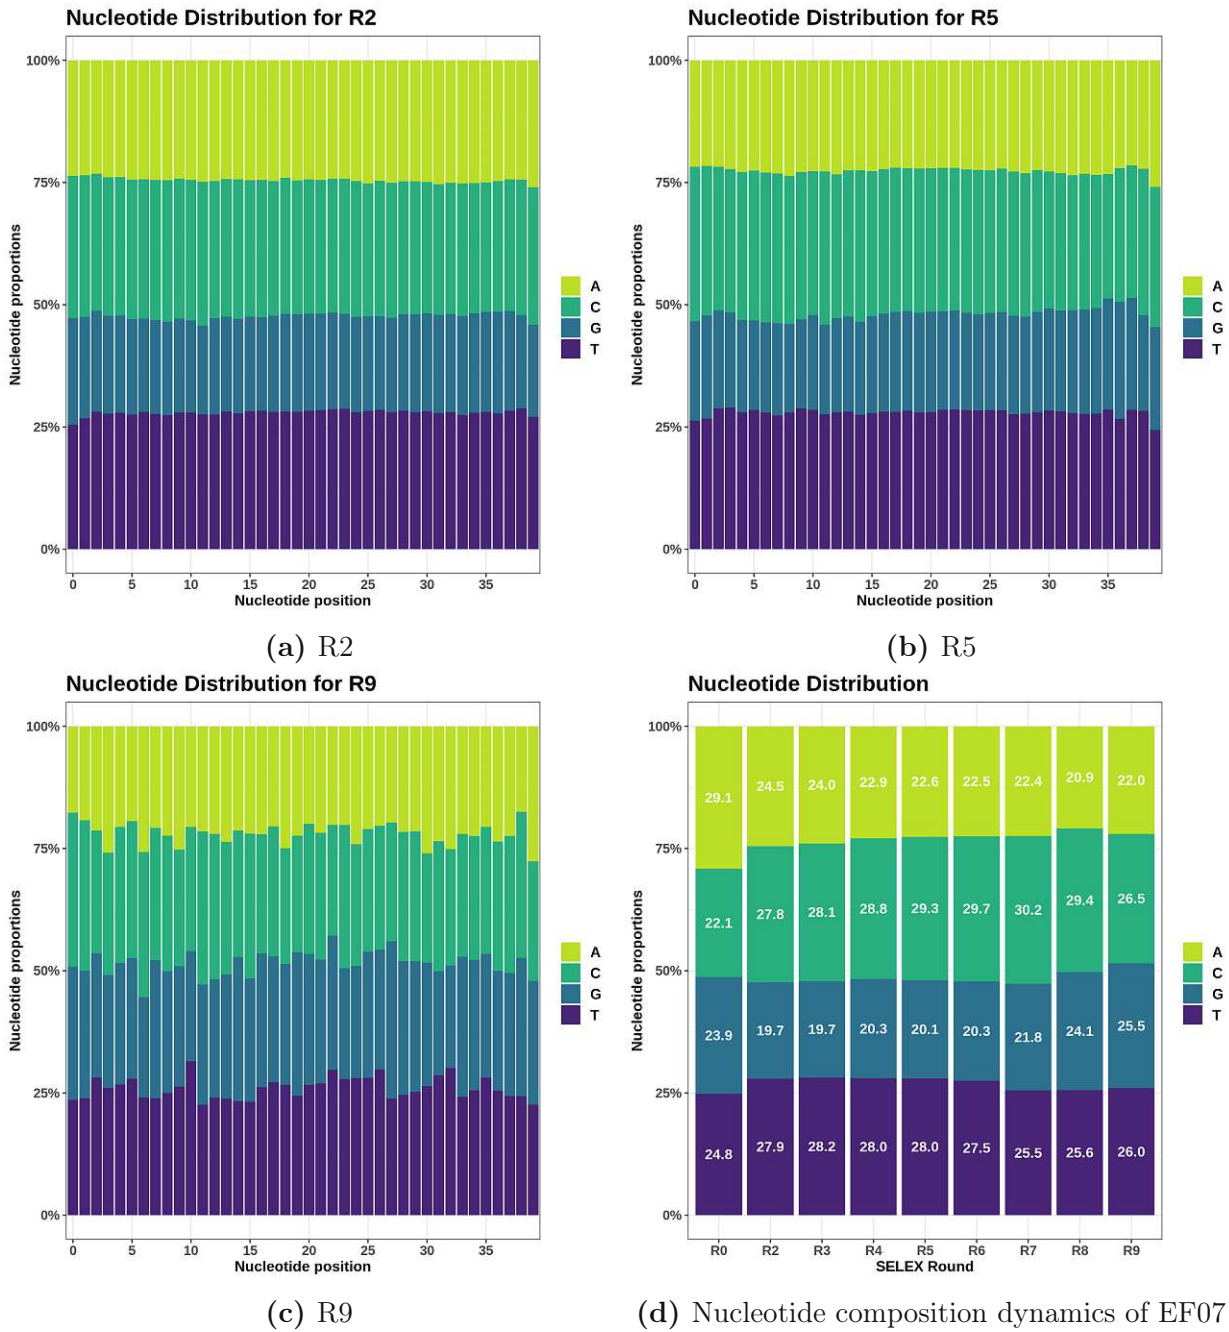 Nucleotide Distribution for R2
Nucleotide proportions
100%
75%
50%
25%
0%
0 5 10 15 20 25 30 35
Nucleotide position
A
C
G
T
(a) R2
Nucleotide Distribution for R5
Nucleotide proportions
100%
75%
50%
25%
0%
0 5 10 15 20 25 30 35
Nucleotide position
A
C
G
T
(b) R5
Nucleotide Distribution for R9
Nucleotide proportions
100%
75%
50%
25%
0%
0 5 10 15 20 25 30 35
Nucleotide position
A
C
G
T
(c) R9
Nucleotide Distribution
Nucleotide proportions
100%
75%
50%
25%
0%
29.1 24.5 24.0 22.9 22.6 22.5 22.4 20.9 22.0
22.1 27.8 28.1 28.8 29.3 29.7 30.2 29.4 26.5
23.9 19.7 19.7 20.3 20.1 20.3 21.8 24.1 25.5
24.8 27.9 28.2 28.0 28.0 27.5 25.5 25.6 26.0
R0 R2 R3 R4 R5 R6 R7 R8 R9
SELEX Round
A
C
G
T
(d) Nucleotide composition dynamics of EF07